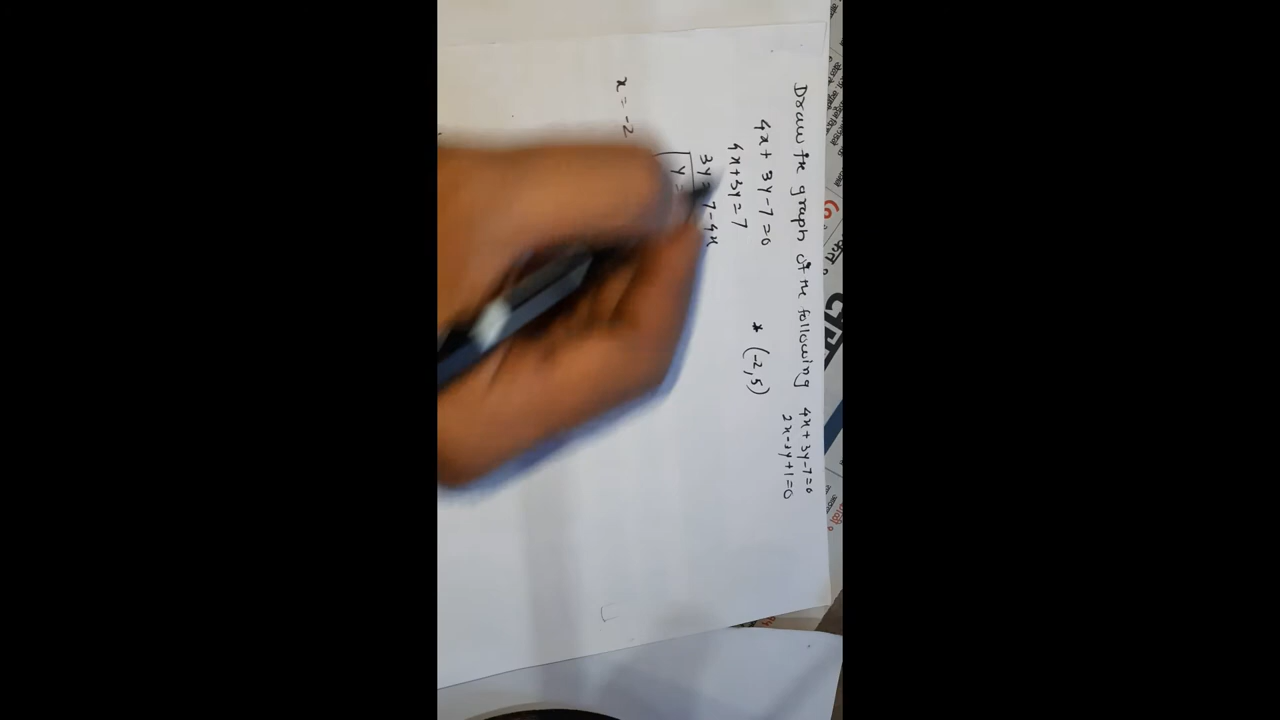 Draw the graph of the following 4x+3y-7=0
2x-3y+1=0
4x+3y-7=0
* (-2,5)
4x+3y=7
3y=7-4x
y=
x=-2